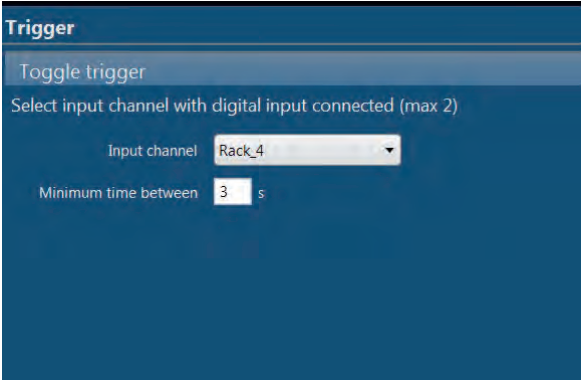 Trigger
Toggle trigger
Select input channel with digital input connected (max 2)
Input channel Rack_4
Minimum time between 3 s